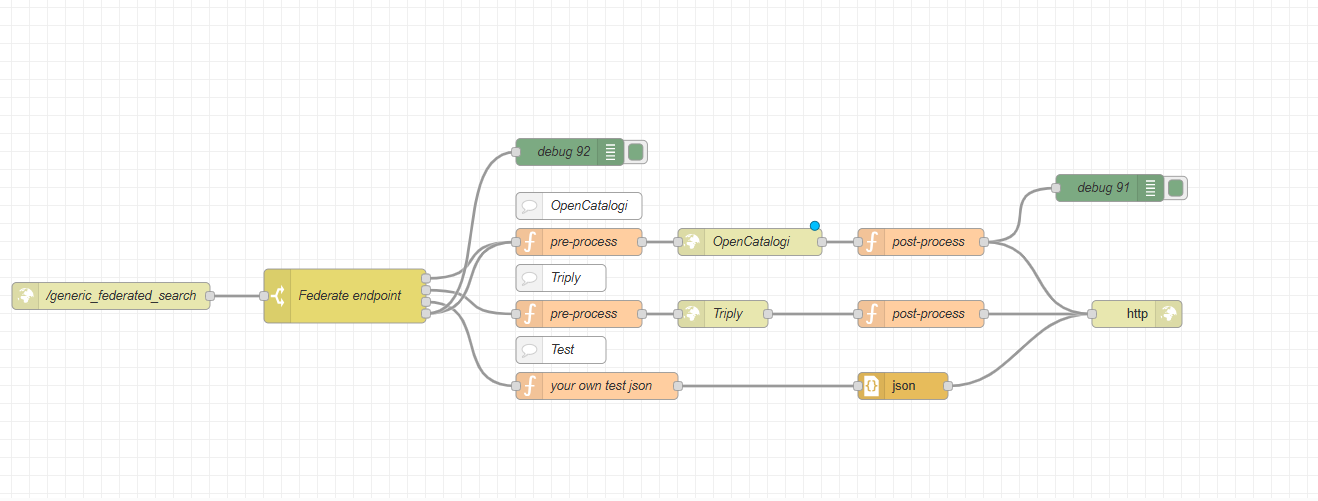 debug 92
debug 91
OpenCatalogi
pre-process
OpenCatalogi
post-process
Triply
/generic_federated_search
Federate endpoint
pre-process
Triply
post-process
http
Test
your own test json
json